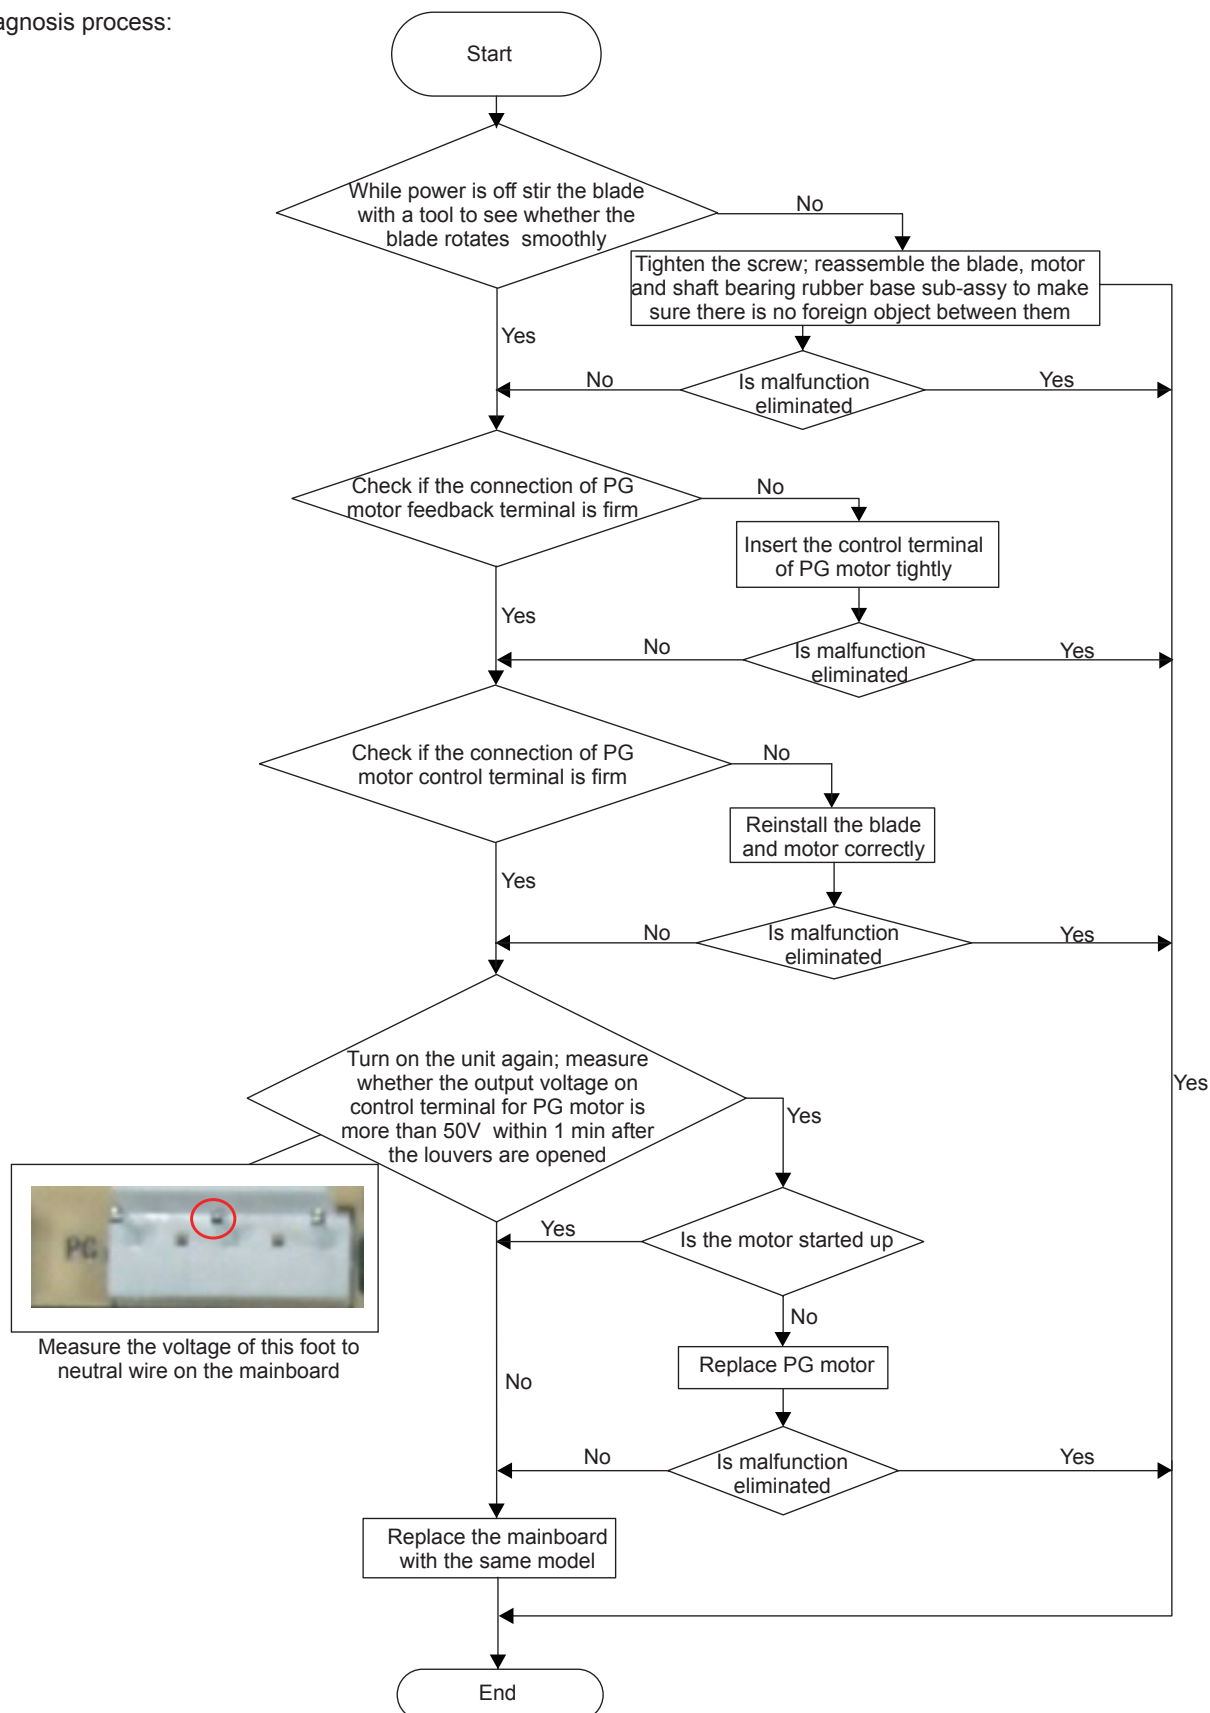 agnosis process:
Start
While power is off stir the blade
with a tool to see whether the
blade rotates smoothly
No
Tighten the screw; reassemble the blade, motor
and shaft bearing rubber base sub-assy to make
sure there is no foreign object between them
Yes
No
Is malfunction
eliminated
Yes
Check if the connection of PG
motor feedback terminal is firm
No
Insert the control terminal
of PG motor tightly
Yes
No
Is malfunction
eliminated
Yes
Check if the connection of PG
motor control terminal is firm
No
Reinstall the blade
and motor correctly
Yes
No
Is malfunction
eliminated
Yes
Turn on the unit again; measure
whether the output voltage on
control terminal for PG motor is
more than 50V within 1 min after
the louvers are opened
Yes
Yes
PG
Yes
Is the motor started up
Measure the voltage of this foot to
neutral wire on the mainboard
No
Replace PG motor
No
No
Is malfunction
eliminated
Yes
Replace the mainboard
with the same model
End